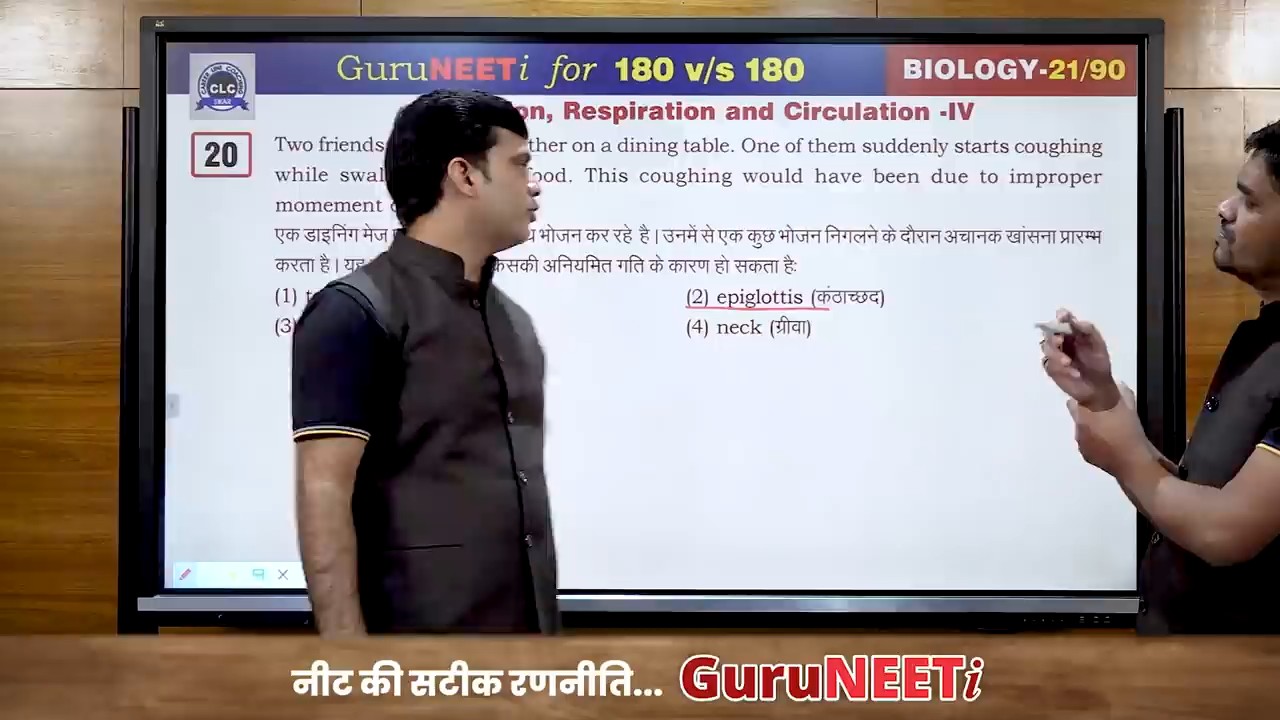 GuruNEETi for 180 v/s 180
BIOLOGY-21/90
CLC
on, Respiration and Circulation -IV
20
Two friends ther on a dining table. One of them suddenly starts coughing
while swal ood. This coughing would have been due to improper
momement
एक डाइनिंग मेज भोजन कर रहे है। उनमें से एक कुछ भोजन निगलने के दौरान अचानक खांसना प्रारम्भ
करता है। किसकी अनियमित गति के कारण हो सकता है:
(1) (2) epiglottis (कंठाच्छद)
(3) (4) neck (ग्रीवा)
नीट की सटीक रणनीति... GuruNEETi